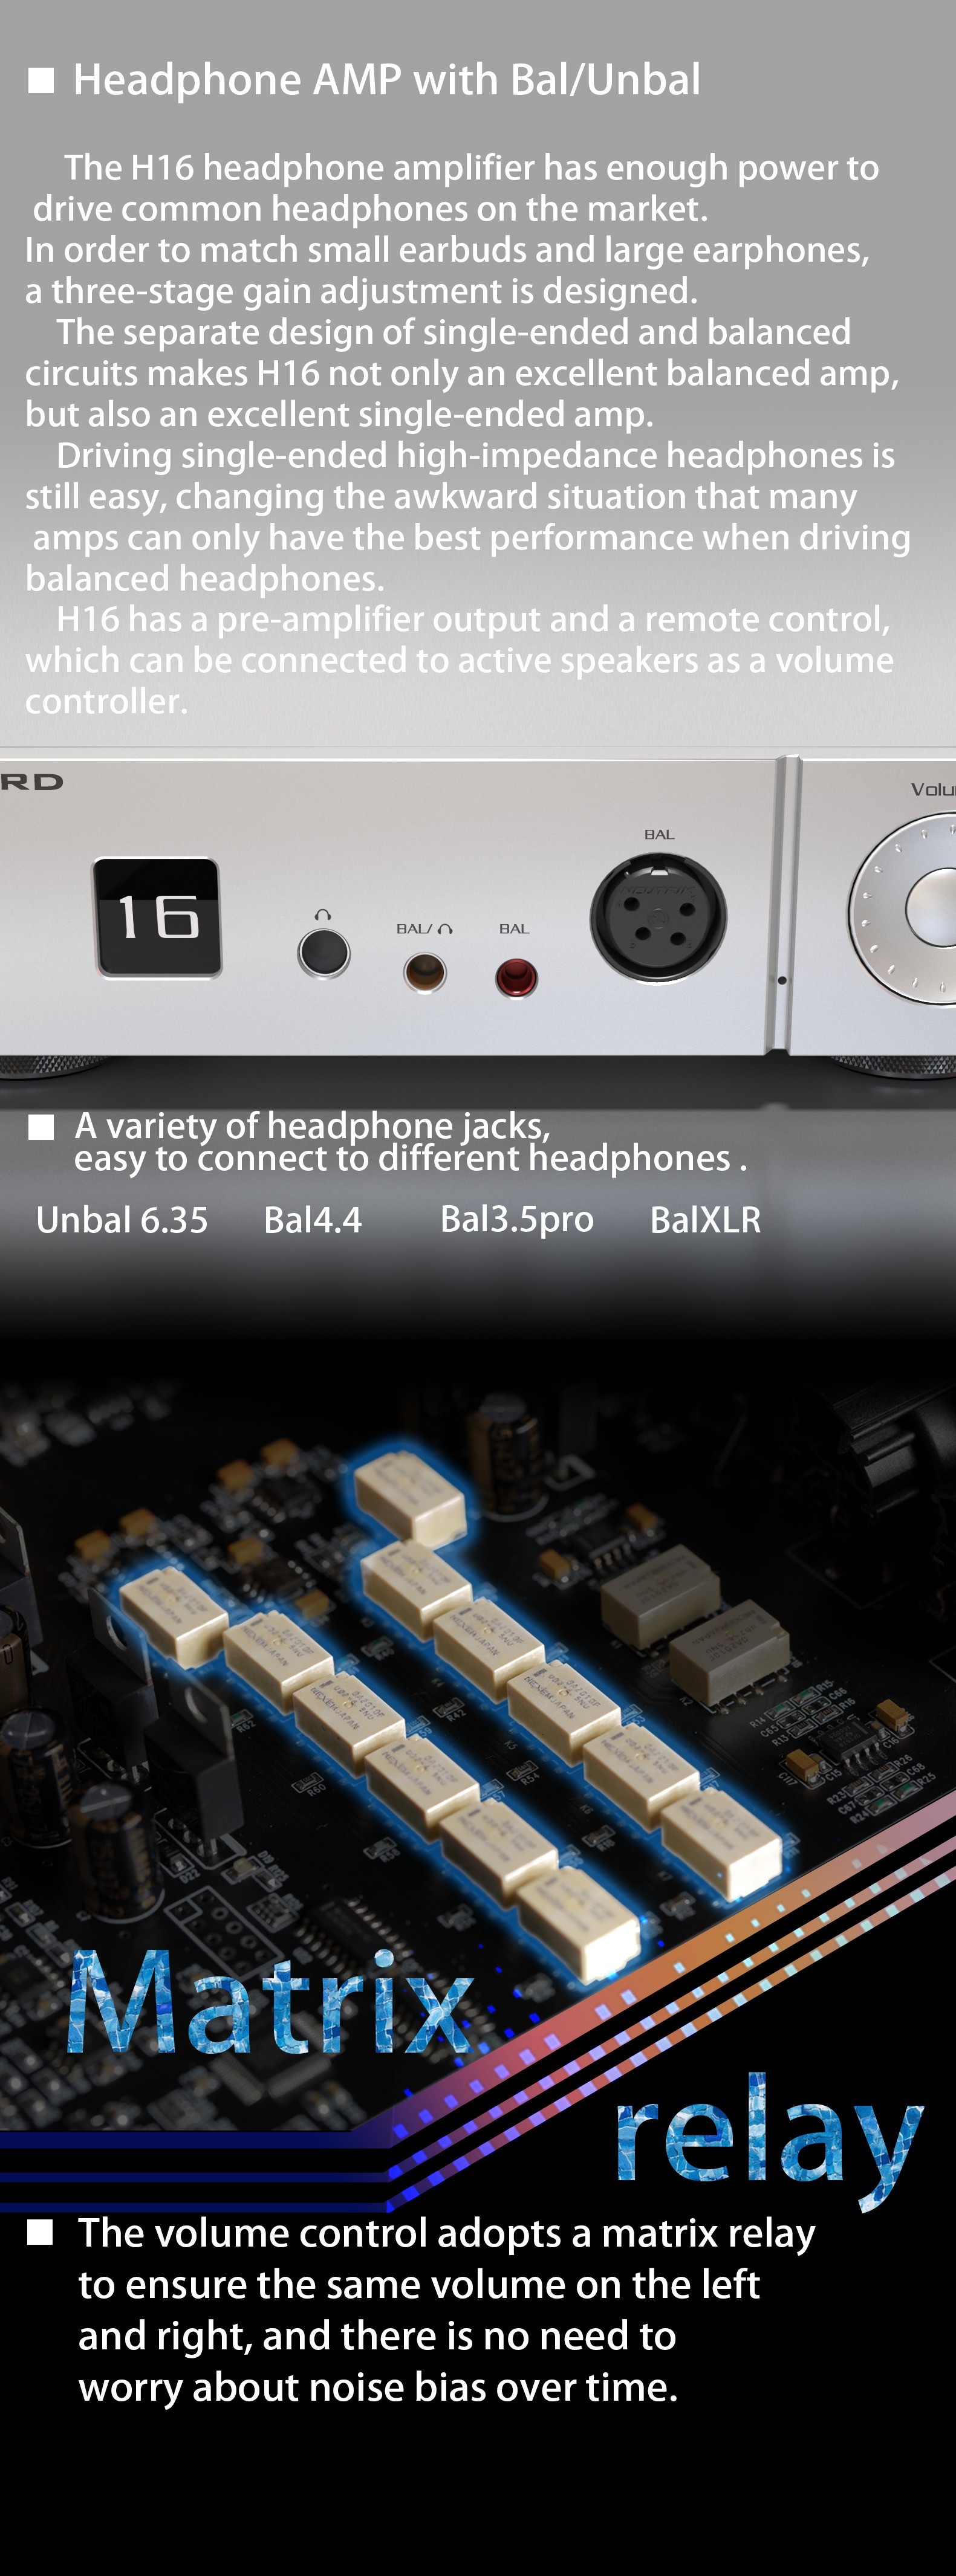 ■ Headphone AMP with Bal/Unbal
The H16 headphone amplifier has enough power to
drive common headphones on the market.
In order to match small earbuds and large earphones,
a three-stage gain adjustment is designed.
The separate design of single-ended and balanced
circuits makes H16 not only an excellent balanced amp,
but also an excellent single-ended amp.
Driving single-ended high-impedance headphones is
still easy, changing the awkward situation that many
amps can only have the best performance when driving
balanced headphones.
H16 has a pre-amplifier output and a remote control,
which can be connected to active speakers as a volume
controller.
RD
Volu
BAL
16
BAL/
BAL
■ A variety of headphone jacks,
easy to connect to different headphones .
Unbal 6.35 Bal4.4 Bal3.5pro BalXLR
Matrix
relay
■ The volume control adopts a matrix relay
to ensure the same volume on the left
and right, and there is no need to
worry about noise bias over time.